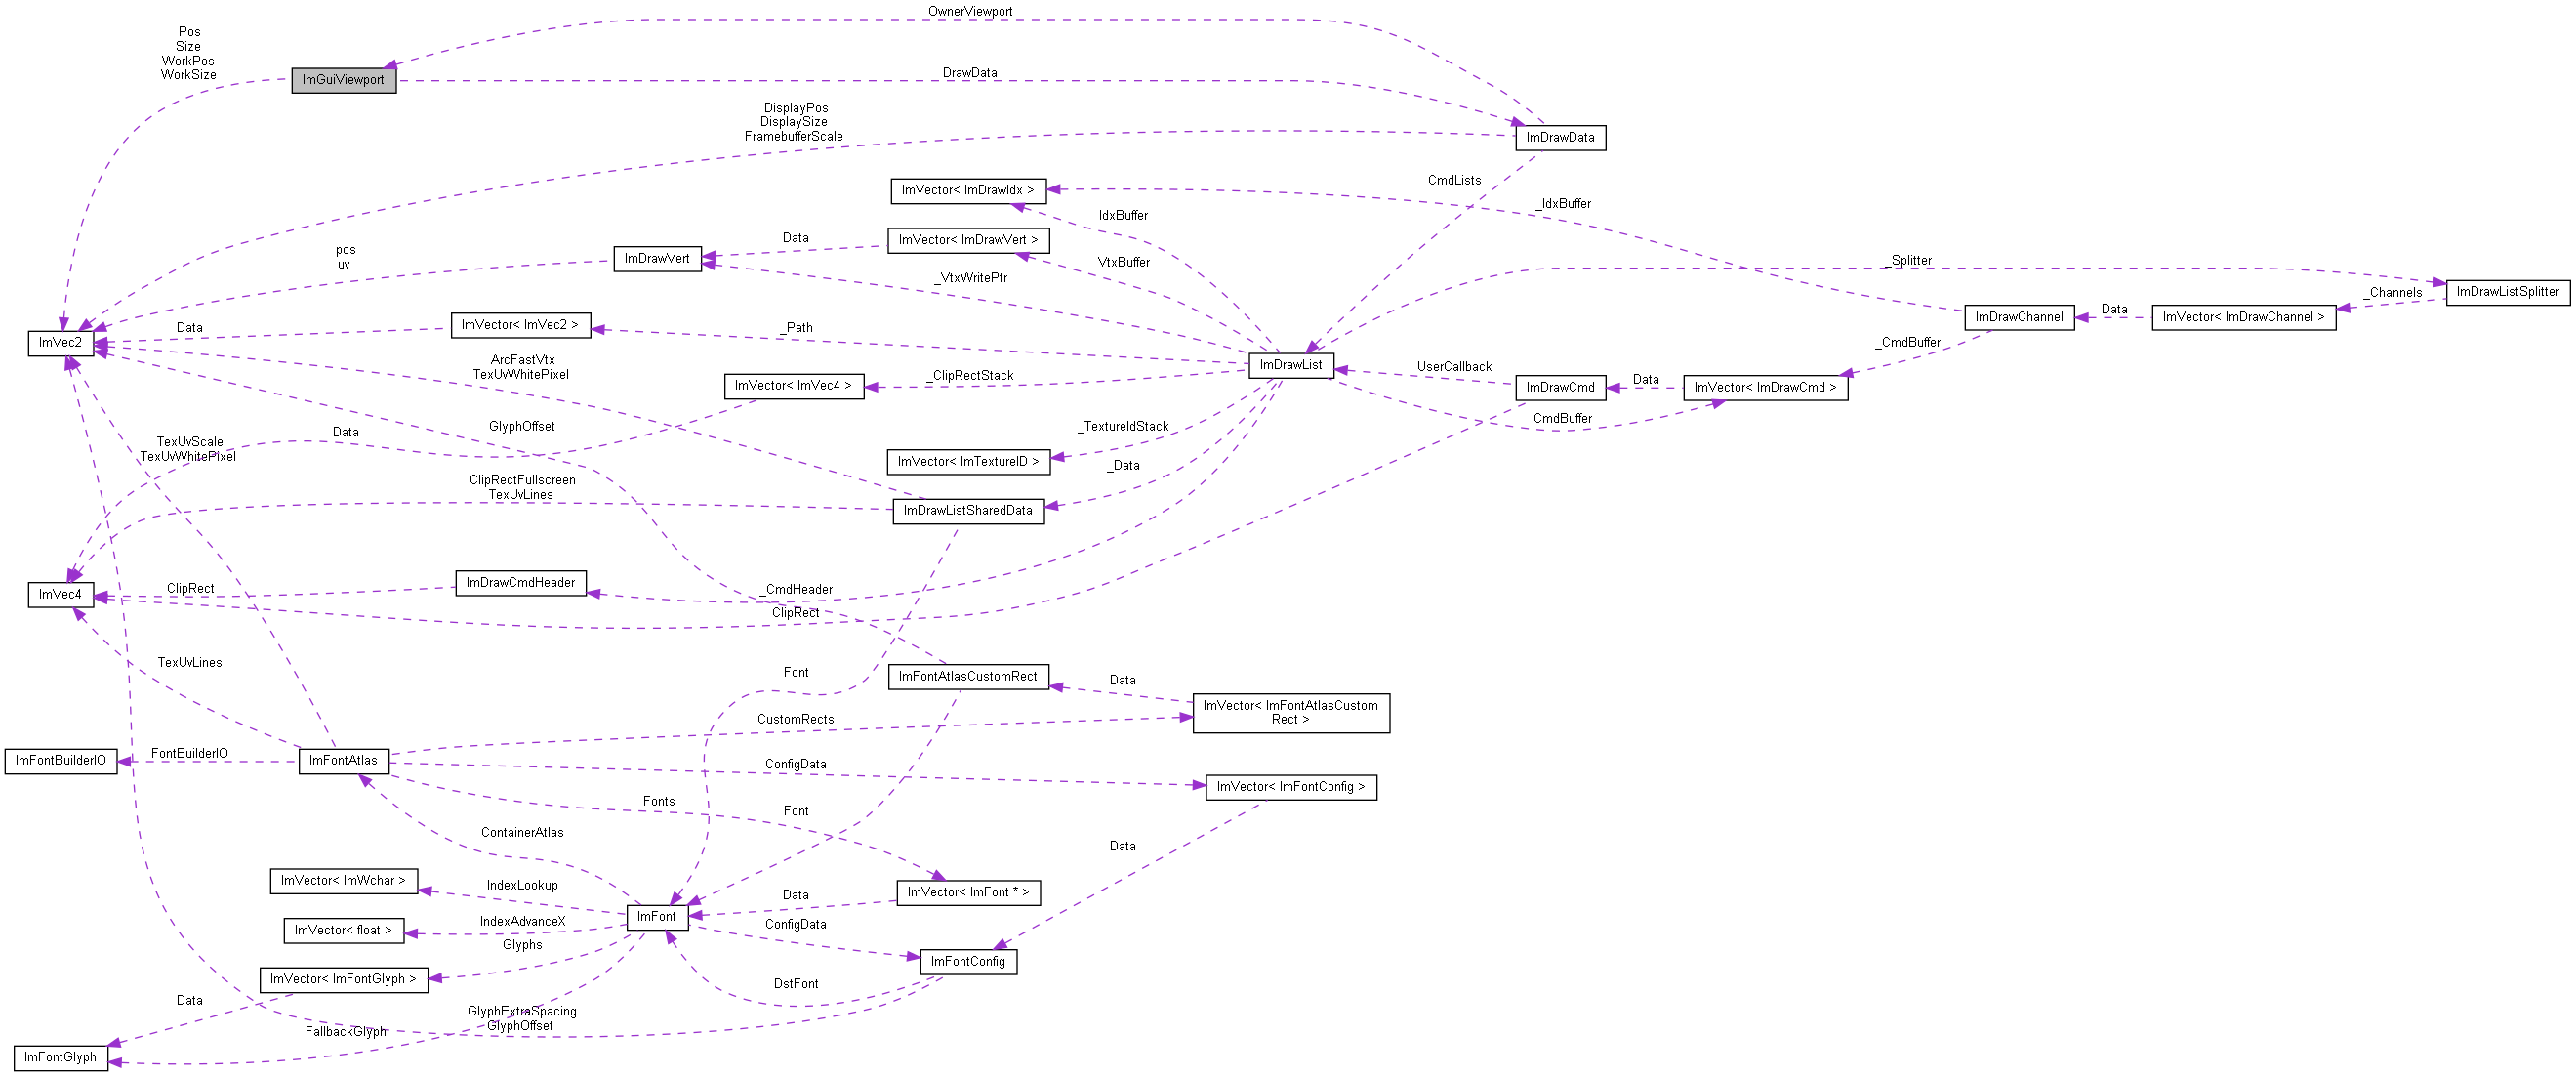 OwnerViewport
Pos
Size
WorkPos
WorkSize
ImGuiViewport
DrawData
DisplayPos
DisplaySize
FramebufferScale
ImDrawData
CmdLists
ImVector< ImDrawIdx >
_IdxBuffer
IdxBuffer
ImVector< ImDrawVert >
Data
pos
uv
ImDrawVert
VtxBuffer
_Splitter
_VtxWritePtr
ImDrawListSplitter
_Channels
Data
ImVector< ImDrawChannel >
ImDrawChannel
ImVector< ImVec2 >
Data
_Path
ImVec2
_CmdBuffer
ArcFastVtx
TexUvWhitePixel
ImDrawList
UserCallback
_ClipRectStack
ImVector< ImVec4 >
ImDrawCmd
Data
ImVector< ImDrawCmd >
CmdBuffer
GlyphOffset
_TextureIdStack
Data
TexUvScale
TexUvWhitePixel
ImVector< ImTextureID >
_Data
ClipRectFullscreen
TexUvLines
ImDrawListSharedData
ImDrawCmdHeader
ClipRect
_CmdHeader
ImVec4
ClipRect
TexUvLines
Font
ImFontAtlasCustomRect
Data
ImVector< ImFontAtlasCustom
Rect >
CustomRects
FontBuilderIO
ImFontBuilderIO
ImFontAtlas
ConfigData
ImVector< ImFontConfig >
Fonts
Font
ContainerAtlas
Data
ImVector< ImWchar >
IndexLookup
ImVector< ImFont * >
Data
ImFont
IndexAdvanceX
ConfigData
ImVector< float >
Glyphs
ImFontConfig
ImVector< ImFontGlyph >
DstFont
Data
GlyphExtraSpacing
GlyphOffset
FallbackGlyph
ImFontGlyph